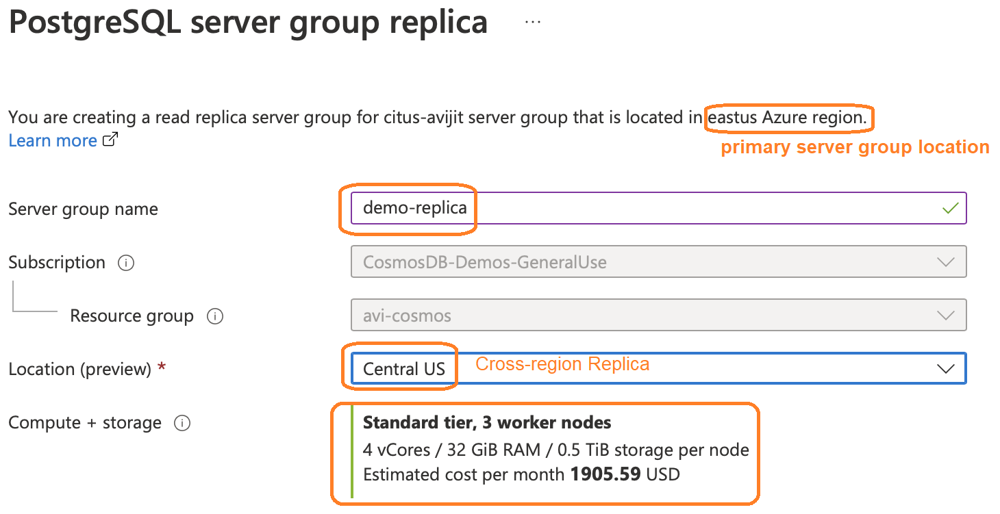 PostgreSQL server group replica ...
You are creating a read replica server group for citus-avijit server group that is located in eastus Azure region.
Learn more
primary server group location
Server group name
demo-replica
Subscription
CosmosDB-Demos-GeneralUse
Resource group
avi-cosmos
Location (preview) *
Central US
Cross-region Replica
Compute + storage
Standard tier, 3 worker nodes
4 vCores / 32 GiB RAM / 0.5 TiB storage per node
Estimated cost per month 1905.59 USD